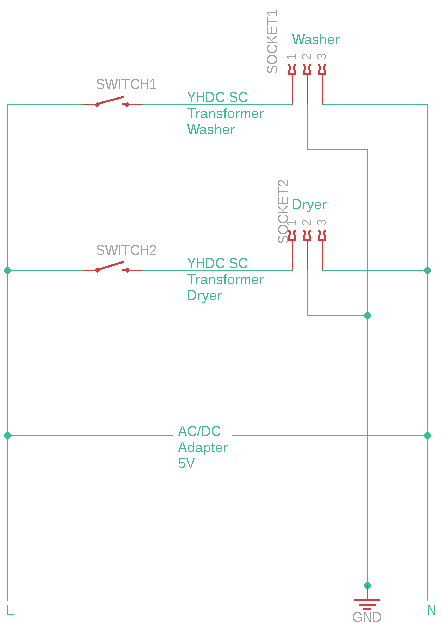 SOCKET1
Washer
1 2 3
SWITCH1
YHDC SC
Transformer
Washer
SOCKET2
Dryer
1 2 3
SWITCH2
YHDC SC
Transformer
Dryer
AC/DC
Adapter
5V
L
GND
N